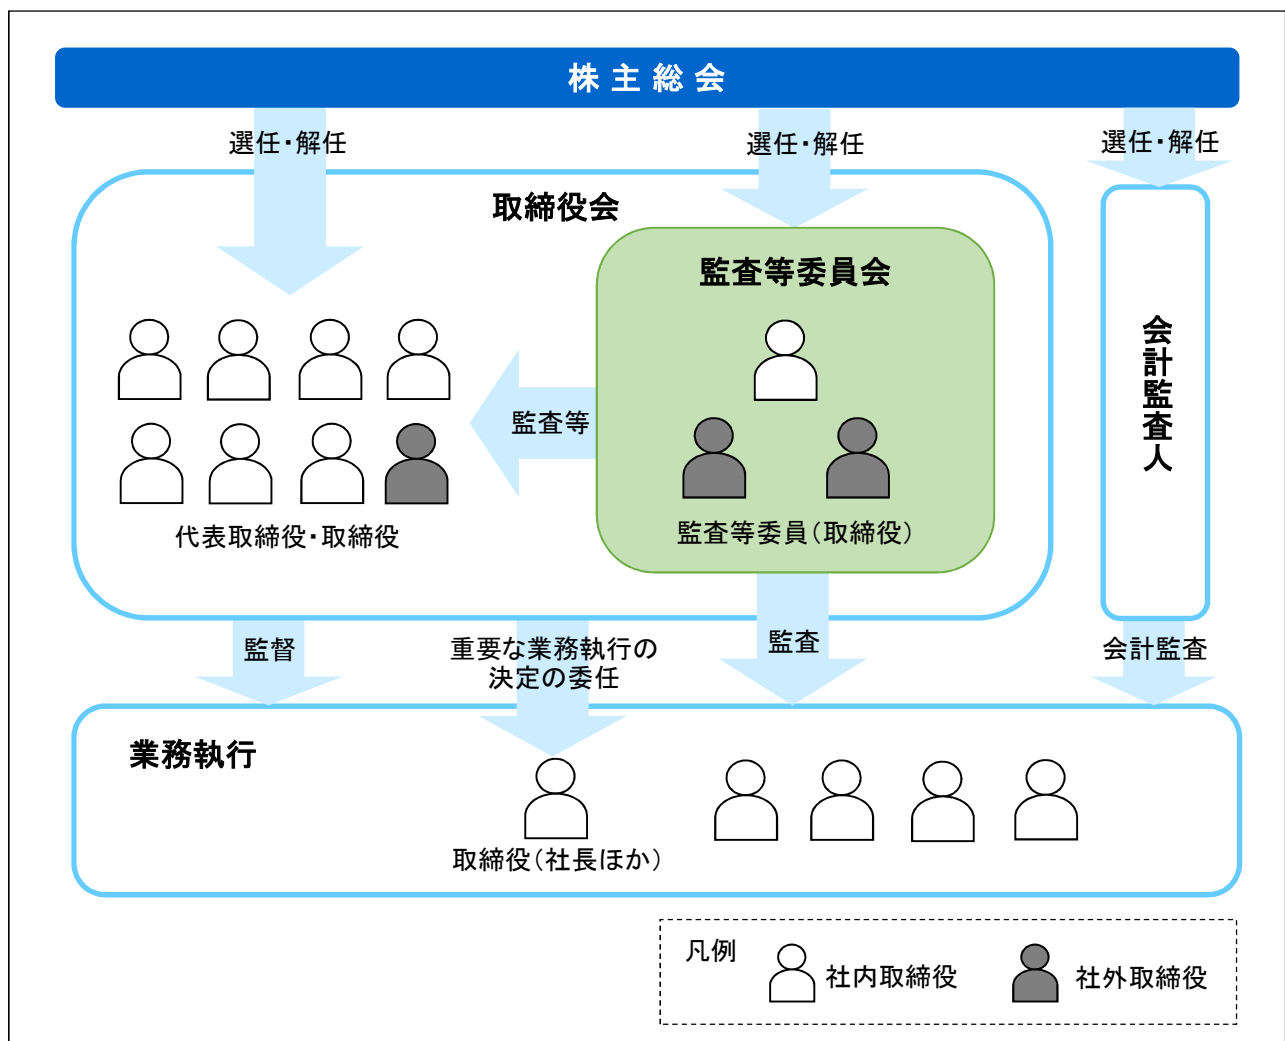 株主総会
選任・解任
選任・解任
選任・解任
取締役会
監査等委員会
会計監査人
監査等
代表取締役・取締役
監査等委員(取締役)
監督
重要な業務執行の
決定の委任
監査
会計監査
業務執行
取締役(社長ほか)
凡例
社内取締役
社外取締役